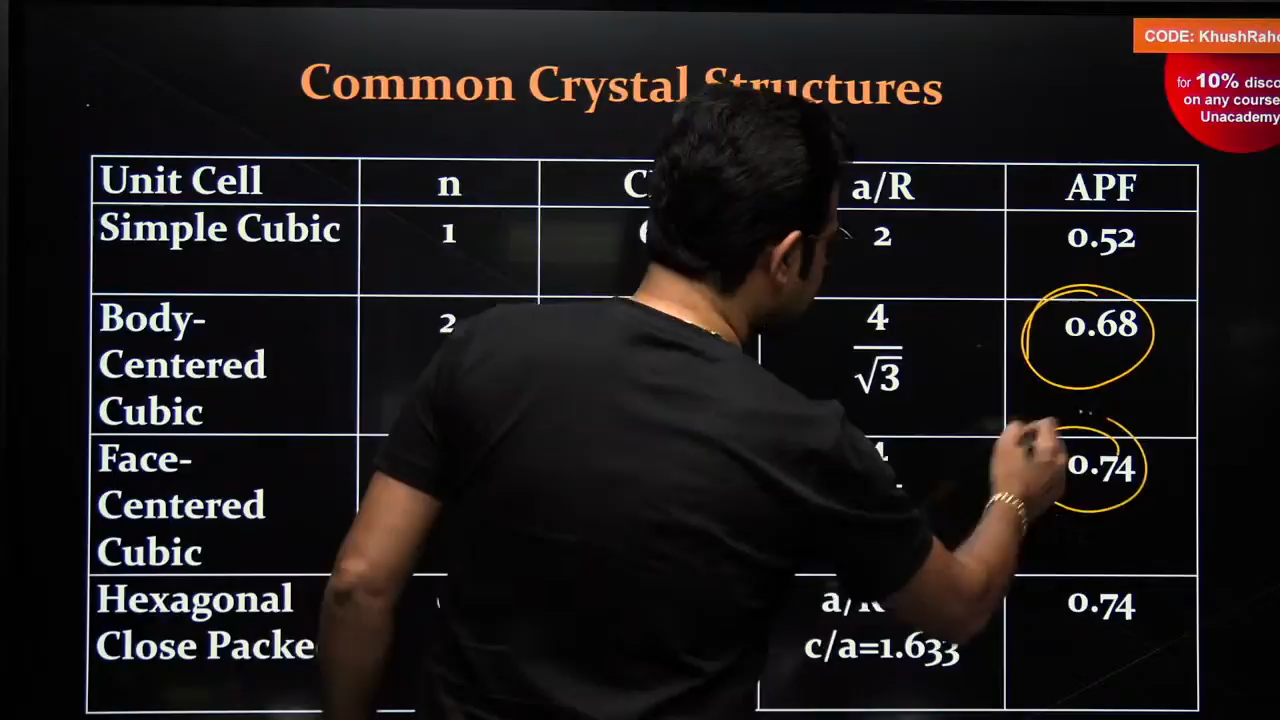 CODE: KhushRaho
for 10% disco
on any course
Unacademy
Common Crystal Structures
Unit Cell n a/R APF
Simple Cubic 1 2 0.52
Body- 2 4 0.68
Centered √3
Cubic
Face- 0.74
Centered
Cubic
Hexagonal 0.74
Close Packe c/a=1.633